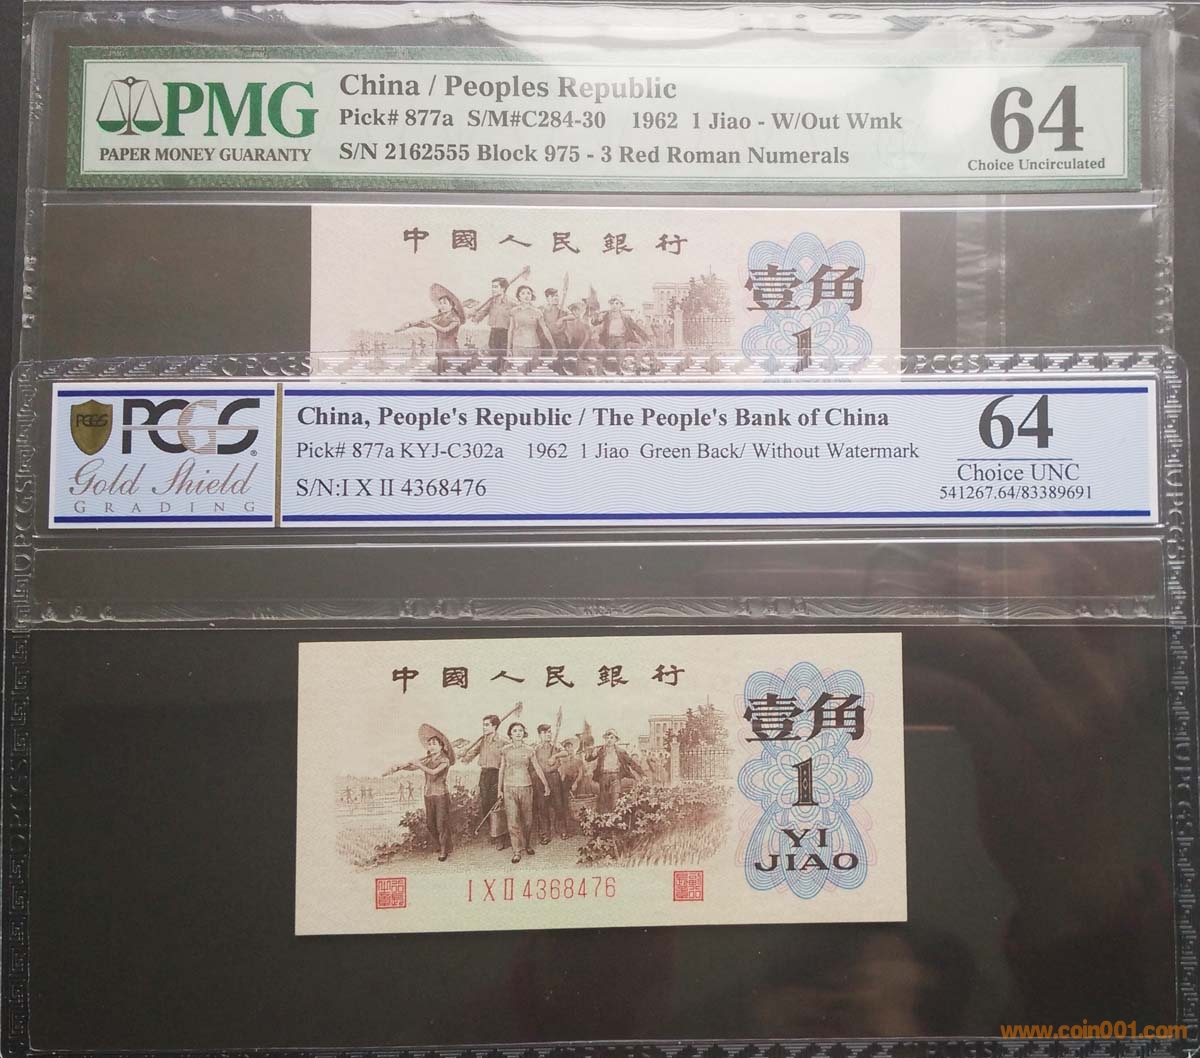 PMG
PAPER MONEY GUARANTY
China / Peoples Republic
Pick# 877a S/M#C284-30 1962 1 Jiao - W/Out Wmk
S/N 2162555 Block 975 - 3 Red Roman Numerals
64
Choice Uncirculated
中國人民銀行
壹角
1
PCGS PCGS PCGS
PCGS
PCGS
Gold Shield
GRADING
China, People's Republic / The People's Bank of China
Pick# 877a KYJ-C302a 1962 1 Jiao Green Back/ Without Watermark
S/N:I X II 4368476
64
Choice UNC
541267.64/83389691
中國人民銀行
壹角
1
YI
JIAO
I X II 4368476
www.coin001.com